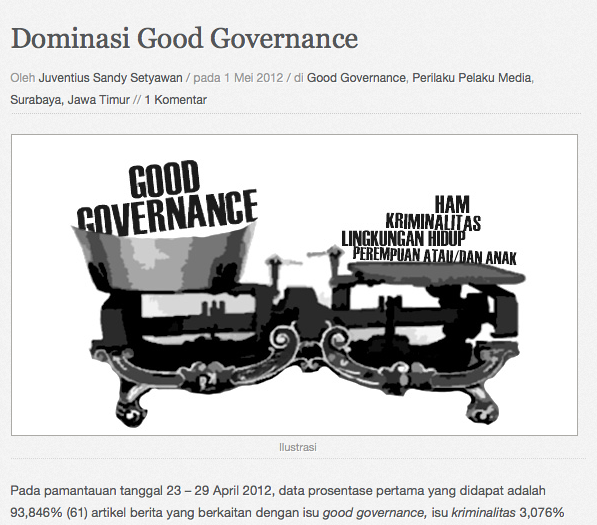 Dominasi Good Governance
Oleh Juventius Sandy Setyawan / pada 1 Mei 2012 / di Good Governance, Perilaku Pelaku Media,
Surabaya, Jawa Timur // 1 Komentar
GOOD
GOVERNANCE
HAM
KRIMINALITAS
LINGKUNGAN HIDUP
PEREMPUAN ATAU/DAN ANAK
Ilustrasi
Pada pamantauan tanggal 23 – 29 April 2012, data prosentase pertama yang didapat adalah
93,846% (61) artikel berita yang berkaitan dengan isu good governance, isu kriminalitas 3,076%